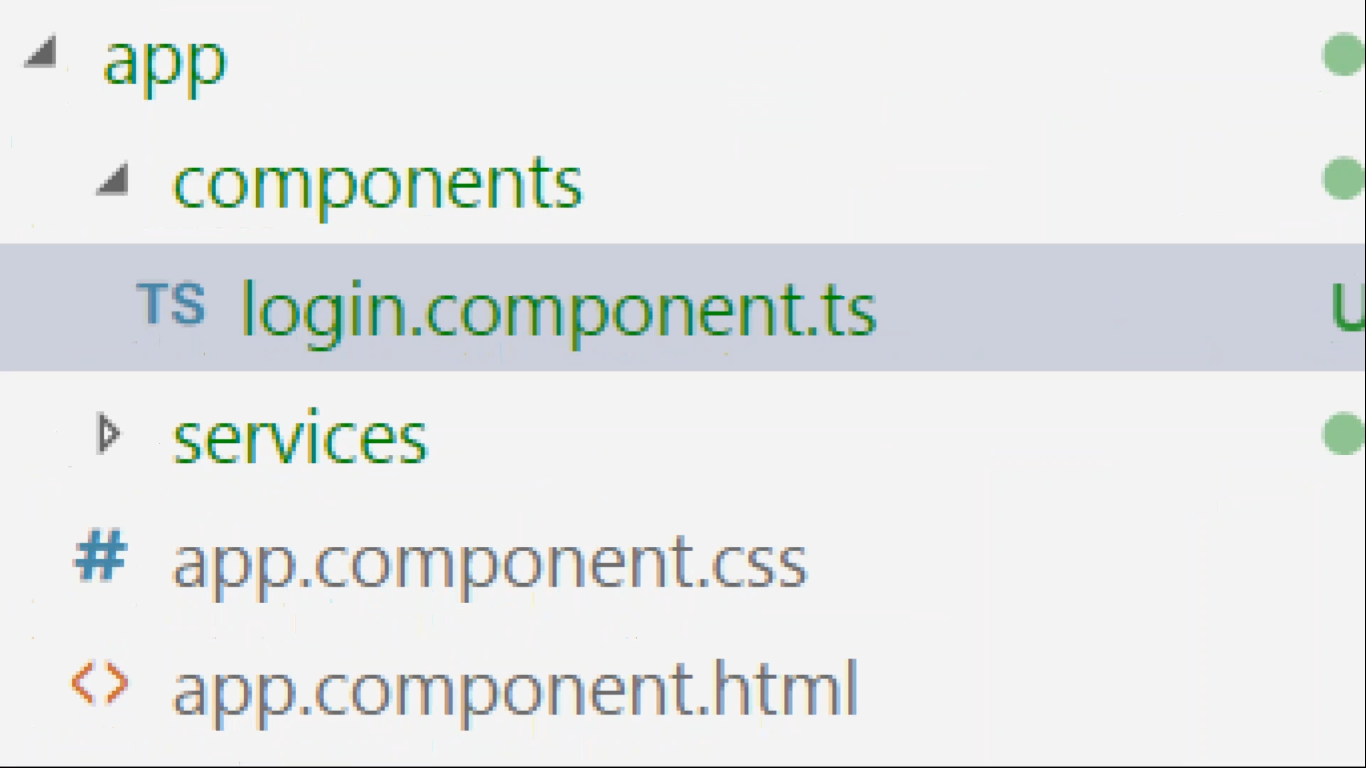 app
components
TS login.component.ts U
services
# app.component.css
<> app.component.html